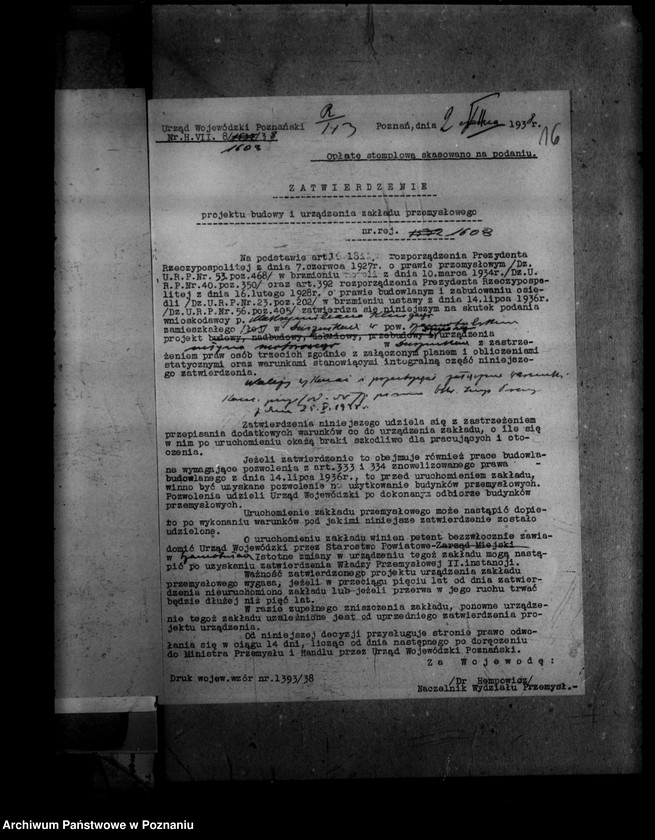 Urząd Wojewódzki Poznański
Poznań, dnia 2 1938r.
Nr.H.VII. 8/ /38
1608
16
Opłatę stemplową skasowano na podaniu.
ZATWIERDZENIE
projektu budowy i urządzenia zakładu przemysłowego
nr.rej. 1608
Na podstawie art. rozporządzenia Prezydenta
Rzeczypospolitej z dnia 7.czerwca 1927r. o prawie przemysłowym /Dz.
U.R.P.Nr. 53.poz.468/ w brzmieniu z dnia 10.marca 1934r./Dz.U.
R.P.Nr.40.poz.350/ oraz art.392 rozporządzenia Prezydenta Rzeczypospo-
litej z dnia 16.lutego 1928r. o prawie budowlanym i zabudowaniu osie-
dli /Dz.U.R.P.Nr.23.poz.202/ w brzmieniu ustawy z dnia 14.lipca 1936r.
/Dz.U.R.P.Nr.56.poz.405/ zatwierdza się niniejszym na skutek podania
wnioskodawcy p.
zamieszkałego w w pow.
projekt budowy, nadbudowy, dobudowy, przebudowy i urządzenia
w z zastrze-
żeniem praw osób trzecich zgodnie z załączonym planem i obliczeniami
statycznymi oraz warunkami stanowiącymi integralną część niniejsze-
go zatwierdzenia.
Zatwierdzenia niniejszego udziela się z zastrzeżeniem
przepisania dodatkowych warunków co do urządzenia zakładu, o ile się
w nim po uruchomieniu okażą braki szkodliwe dla pracujących i oto-
czenia.
Jeżeli zatwierdzenie to obejmuje również prace budowla-
ne wymagające pozwolenia z art.333 i 334 znowelizowanego prawa
budowlanego z dnia 14.lipca 1936r., to przed uruchomieniem zakładu,
winno być uzyskane pozwolenie na użytkowanie budynków przemysłowych.
Pozwolenia udzieli Urząd Wojewódzki po dokonanym odbiorze budynków
przemysłowych.
Uruchomienie zakładu przemysłowego może nastąpić dopie-
ro po wykonaniu warunków pod jakimi niniejsze zatwierdzenie zostało
udzielone.
O uruchomieniu zakładu winien petent bezzwłocznie zawia-
domić Urząd Wojewódzki przez Starostwo Powiatowe-Zarząd Miejski
w Istotne zmiany w urządzeniu tegoż zakładu mogą nastą-
pić po uzyskaniu zatwierdzenia Władzy Przemysłowej II.instancji.
Ważność zatwierdzonego projektu urządzenia zakładu
przemysłowego wygasa, jeżeli w przeciągu pięciu lat od dnia zatwier-
dzenia nieuruchomiono zakładu lub jeżeli przerwa w jego ruchu trwać
będzie dłużej niż pięć lat.
W razie zupełnego zniszczenia zakładu, ponowne urządze-
nie tegoż zakładu uzależnione jest od uprzedniego zatwierdzenia pro-
jektu urządzenia.
Od niniejszej decyzji przysługuje stronie prawo odwo-
łania się w ciągu 14 dni, licząc od dnia następnego po doręczeniu
do Ministra Przemysłu i Handlu przez Urząd Wojewódzki Poznański.
Za Wojewodę:
Druk wojew.wzór nr.1393/38
/Dr Hempowicz/
Naczelnik Wydziału Przemysł.-
Archiwum Państwowe w Poznaniu